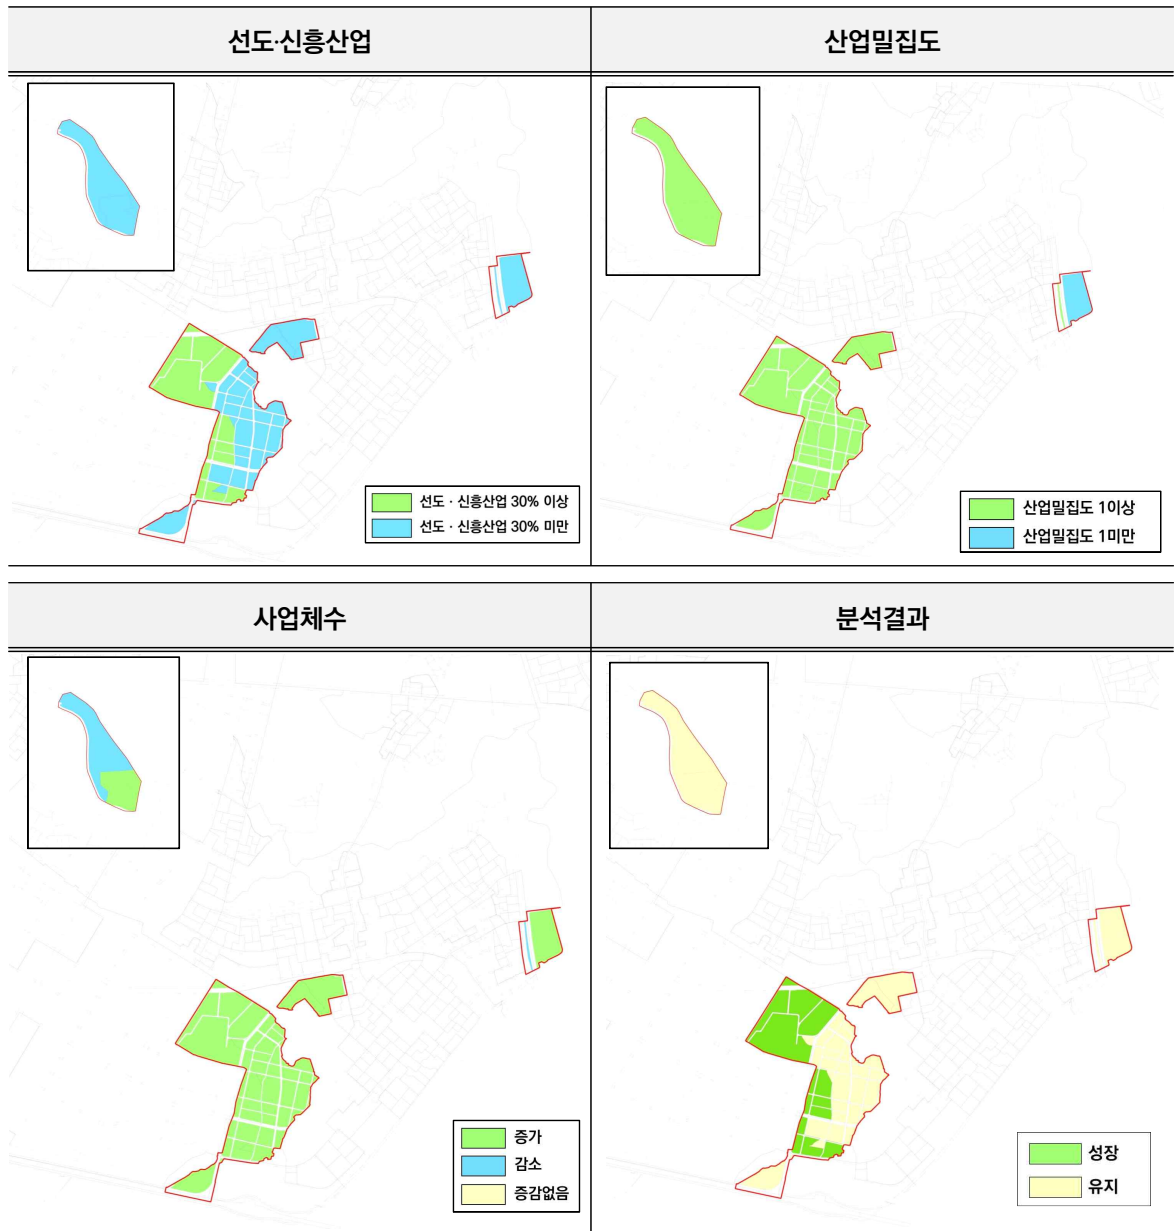 선도·신흥산업
산업밀집도
선도 · 신흥산업 30% 이상
선도 · 신흥산업 30% 미만
산업밀집도 1이상
산업밀집도 1미만
사업체수
분석결과
증가
감소
증감없음
성장
유지